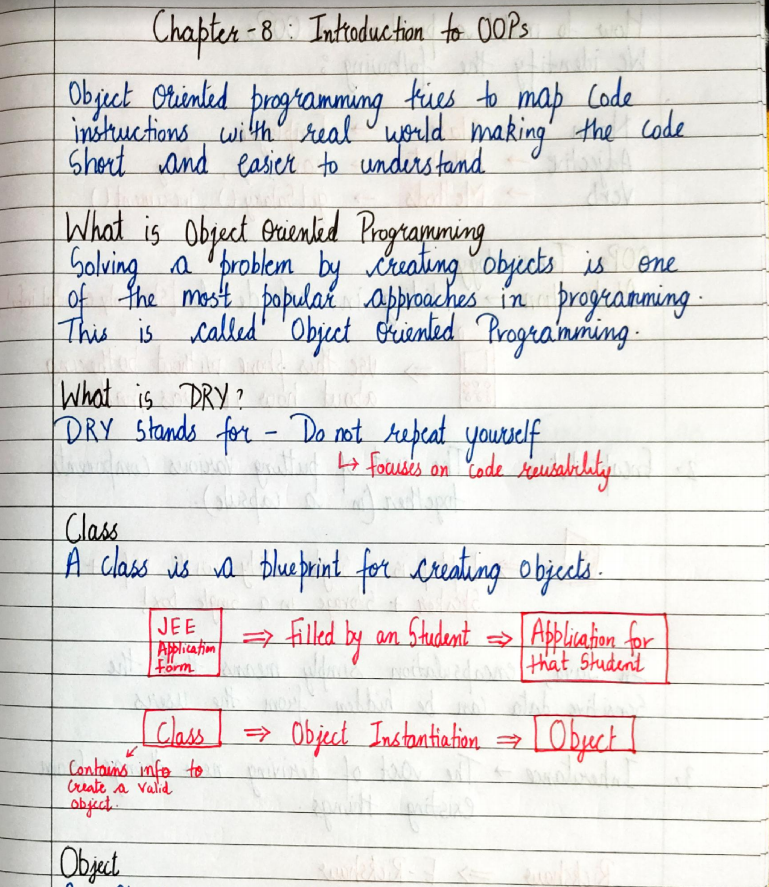 Chapter - 8 : Introduction to OOPs
Object Oriented programming tries to map code
instructions with real world making the code
short and easier to understand
What is Object Oriented Programming
Solving a problem by creating objects is one
of the most popular approaches in programming.
This is called Object Oriented Programming.
What is DRY?
DRY Stands for - Do not repeat yourself
↳ focuses on code reusability
Class
A class is a blueprint for creating objects.
JEE
Application
form
⇒ filled by an Student ⇒
Application for
that student
Class ⇒ Object Instantiation ⇒ Object
Contains info to
create a valid
object.
Object